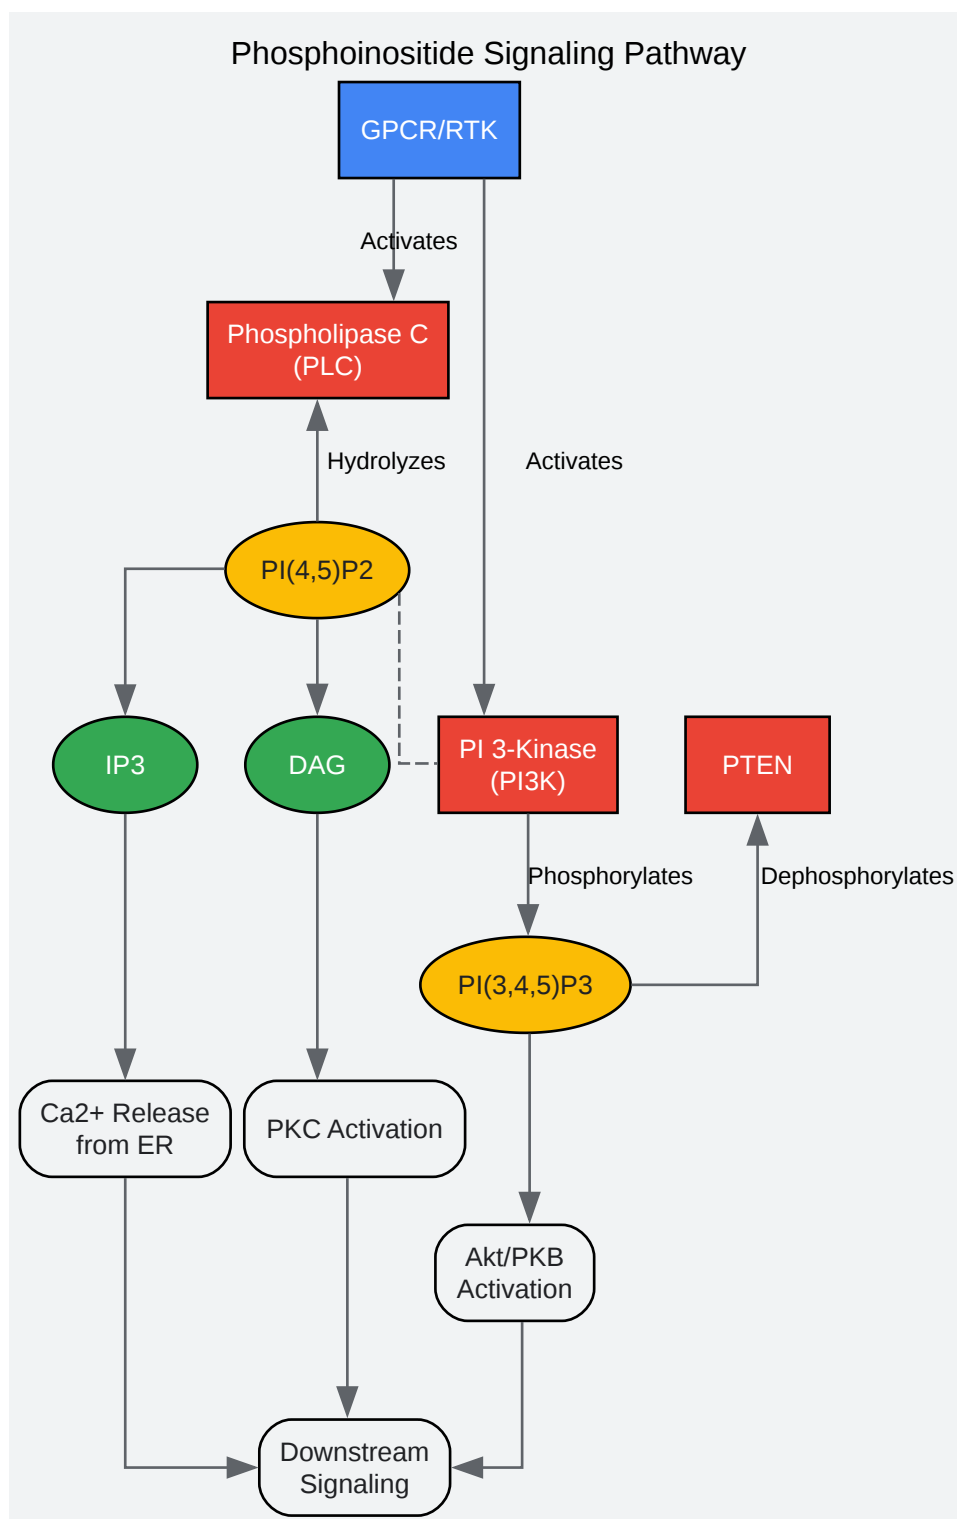 Phosphoinositide Signaling Pathway
GPCR/RTK
Activates
Phospholipase C
(PLC)
Hydrolyzes
Activates
PI(4,5)P2
IP3
DAG
PI 3-Kinase
(PI3K)
PTEN
Phosphorylates
Dephosphorylates
PI(3,4,5)P3
Ca2+ Release
from ER
PKC Activation
Akt/PKB
Activation
Downstream
Signaling